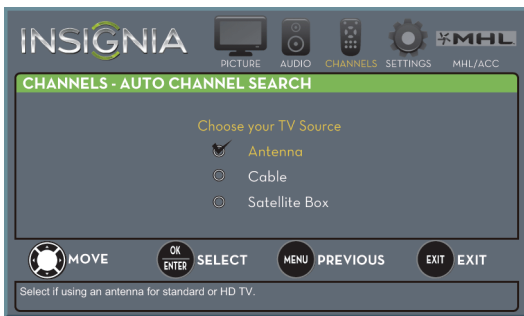 INSIGNIA
PICTURE AUDIO CHANNELS SETTINGS MHL/ACC
MHL
CHANNELS - AUTO CHANNEL SEARCH
Choose your TV Source
Antenna
Cable
Satellite Box
MOVE OK ENTER SELECT MENU PREVIOUS EXIT EXIT
Select if using an antenna for standard or HD TV.